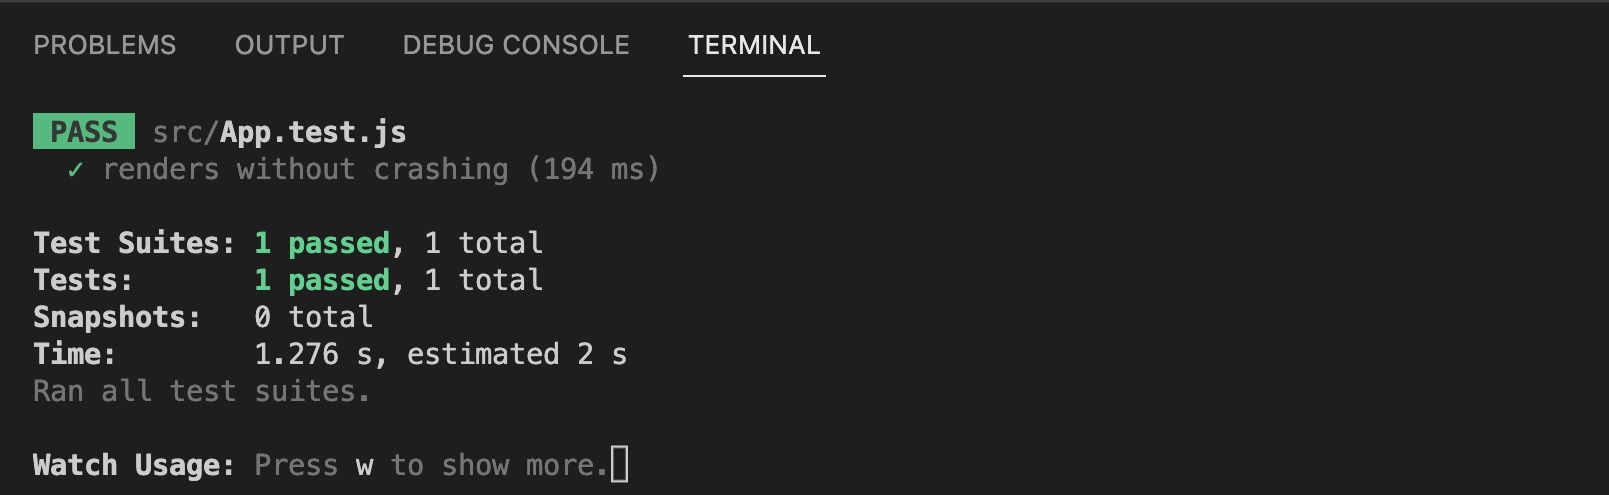 PROBLEMS OUTPUT DEBUG CONSOLE TERMINAL
PASS src/App.test.js
✓ renders without crashing (194 ms)
Test Suites: 1 passed, 1 total
Tests: 1 passed, 1 total
Snapshots: 0 total
Time: 1.276 s, estimated 2 s
Ran all test suites.
Watch Usage: Press w to show more.